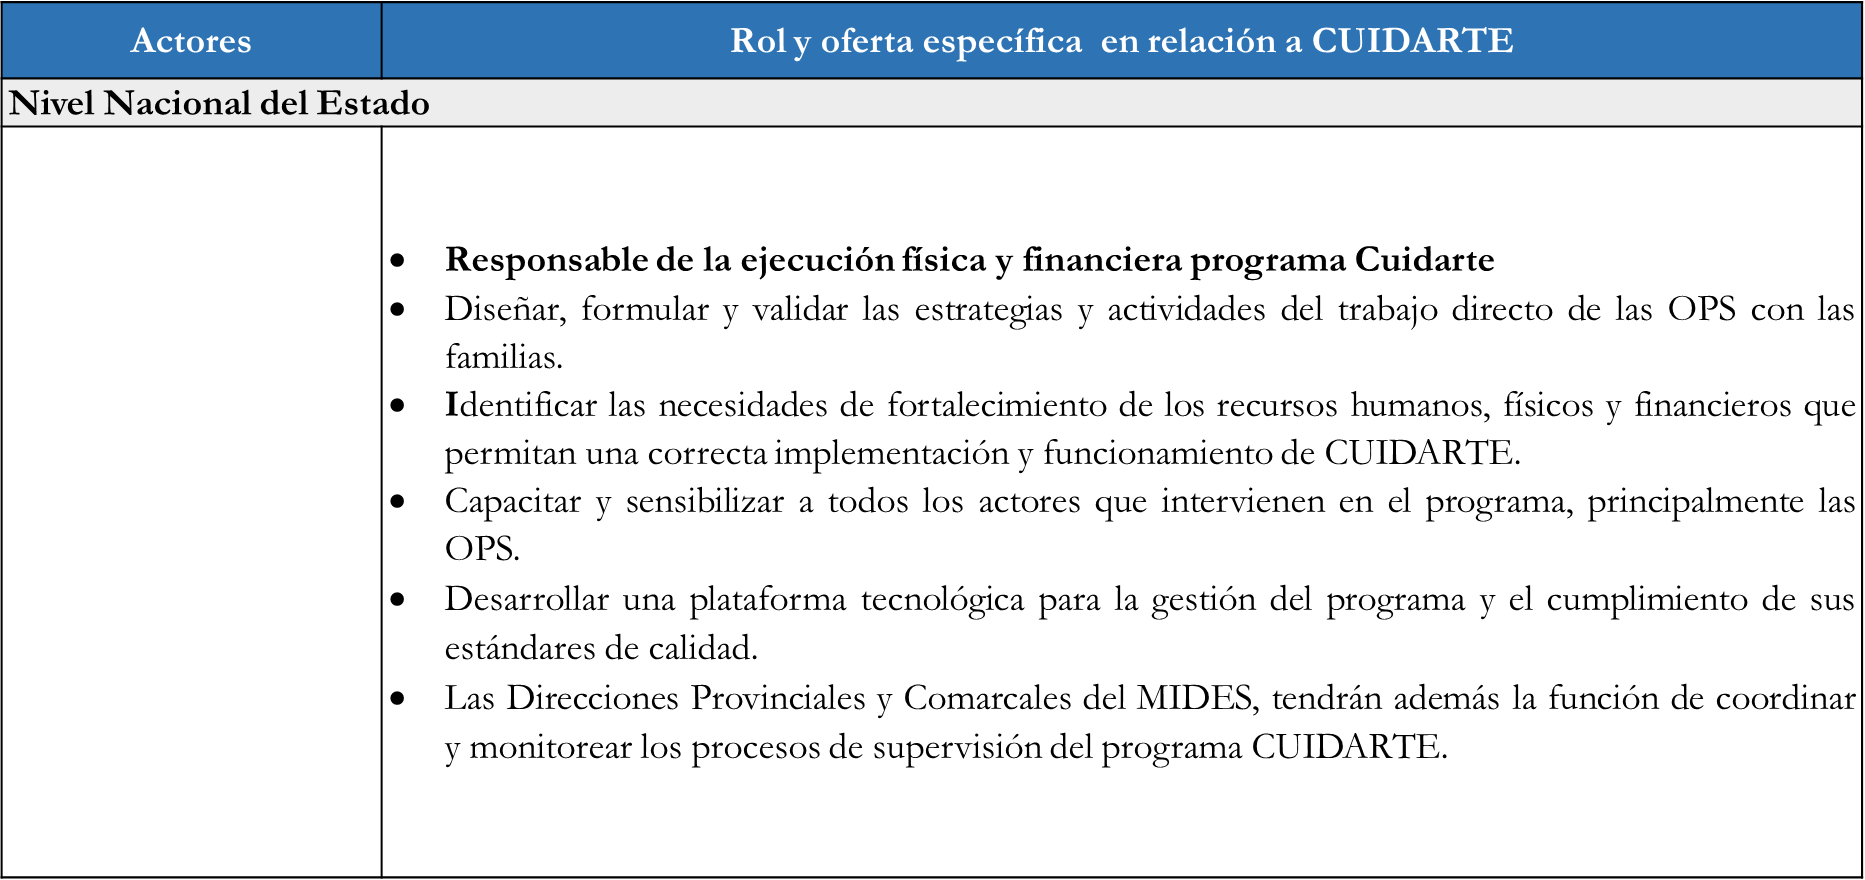 Actores
Rol y oferta específica en relación a CUIDARTE
Nivel Nacional del Estado
• Responsable de la ejecución física y financiera programa Cuidarte
• Diseñar, formular y validar las estrategias y actividades del trabajo directo de las OPS con las
familias.
• Identificar las necesidades de fortalecimiento de los recursos humanos, físicos y financieros que
permitan una correcta implementación y funcionamiento de CUIDARTE.
• Capacitar y sensibilizar a todos los actores que intervienen en el programa, principalmente las
OPS.
• Desarrollar una plataforma tecnológica para la gestión del programa y el cumplimiento de sus
estándares de calidad.
• Las Direcciones Provinciales y Comarcales del MIDES, tendrán además la función de coordinar
y monitorear los procesos de supervisión del programa CUIDARTE.